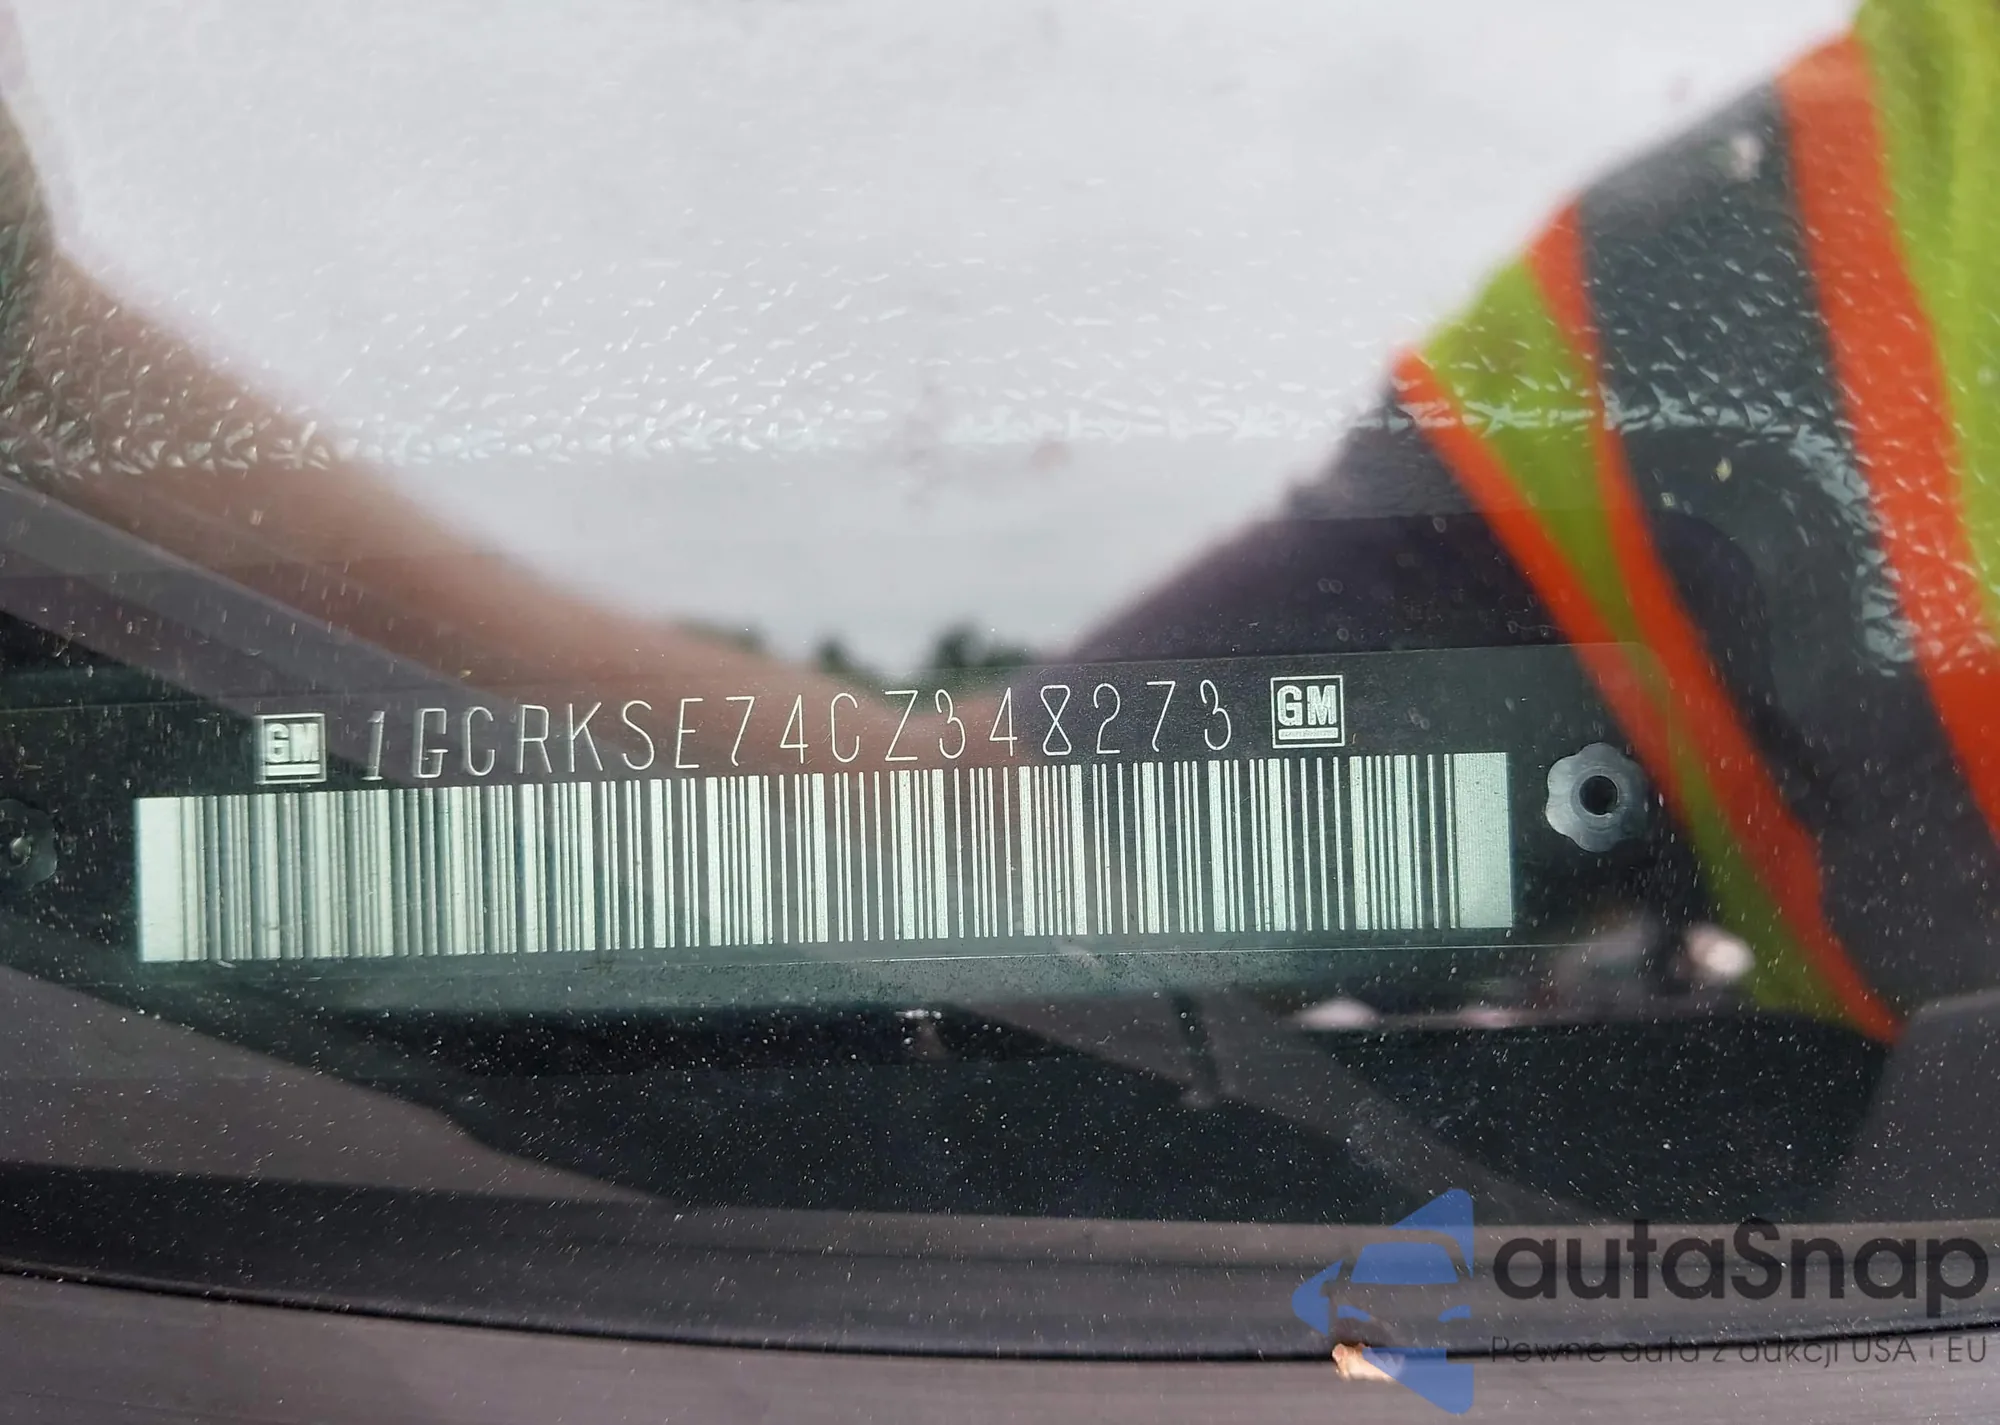 GM 1GCRKSE74CZ348273 GM
autaSnap
Pewne auta z aukcji USA i EU